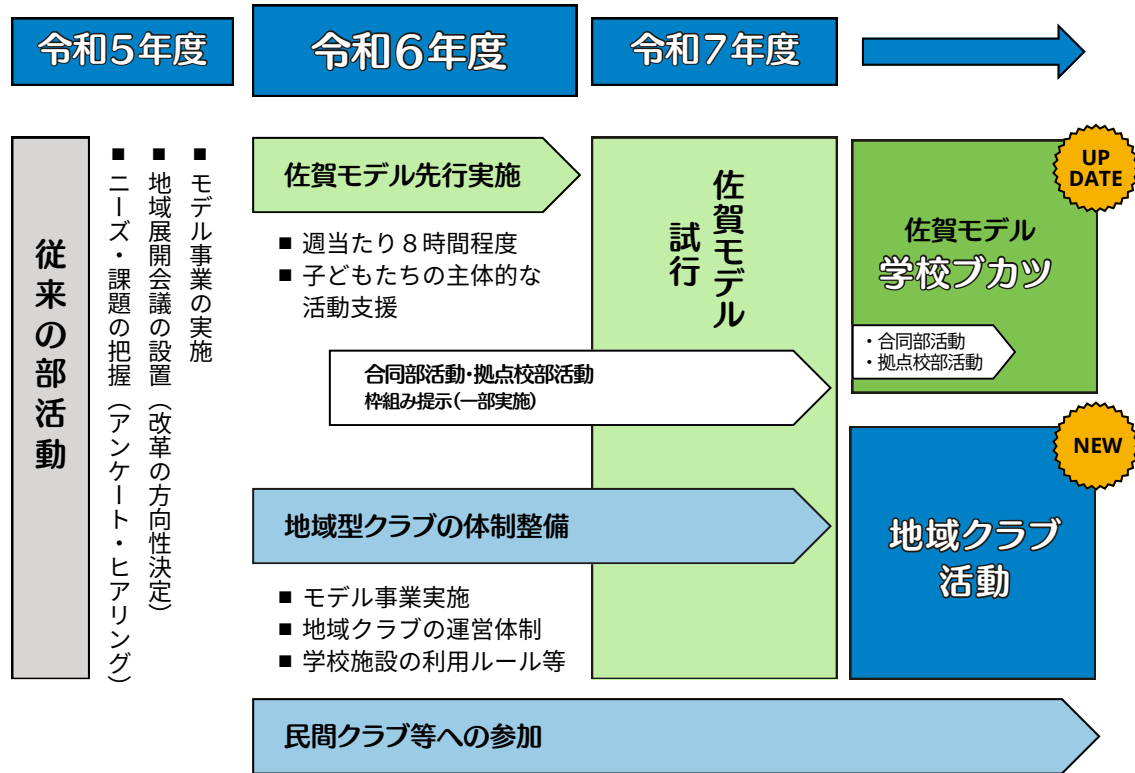 令和5年度
令和6年度
令和7年度
従来の部活動
■ モデル事業の実施
■ 地域展開会議の設置（改革の方向性決定）
■ ニーズ・課題の把握（アンケート・ヒアリング）
佐賀モデル先行実施
■ 週当たり８時間程度
■ 子どもたちの主体的な
活動支援
合同部活動・拠点校部活動
枠組み提示（一部実施）
地域型クラブの体制整備
■ モデル事業実施
■ 地域クラブの運営体制
■ 学校施設の利用ルール等
民間クラブ等への参加
佐賀モデル
試行
UP
DATE
佐賀モデル
学校ブカツ
・合同部活動
・拠点校部活動
NEW
地域クラブ
活動